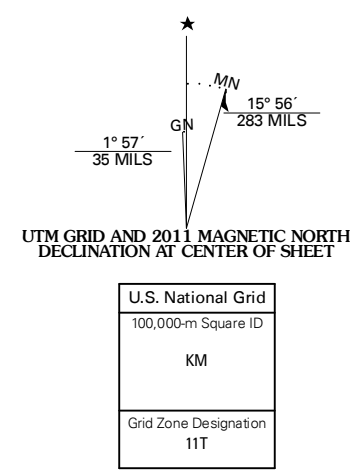 MN
GN
15° 56´
283 MILS
1° 57´
35 MILS
UTM GRID AND 2011 MAGNETIC NORTH
DECLINATION AT CENTER OF SHEET
U.S. National Grid
100,000-m Square ID
KM
Grid Zone Designation
11T